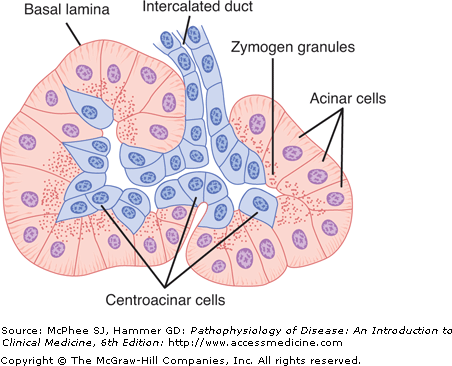 Basal lamina
Intercalated duct
Zymogen granules
Acinar cells
Centroacinar cells
Source: McPhee SJ, Hammer GD: Pathophysiology of Disease: An Introduction to
Clinical Medicine, 6th Edition: http://www.accessmedicine.com
Copyright © The McGraw-Hill Companies, Inc. All rights reserved.